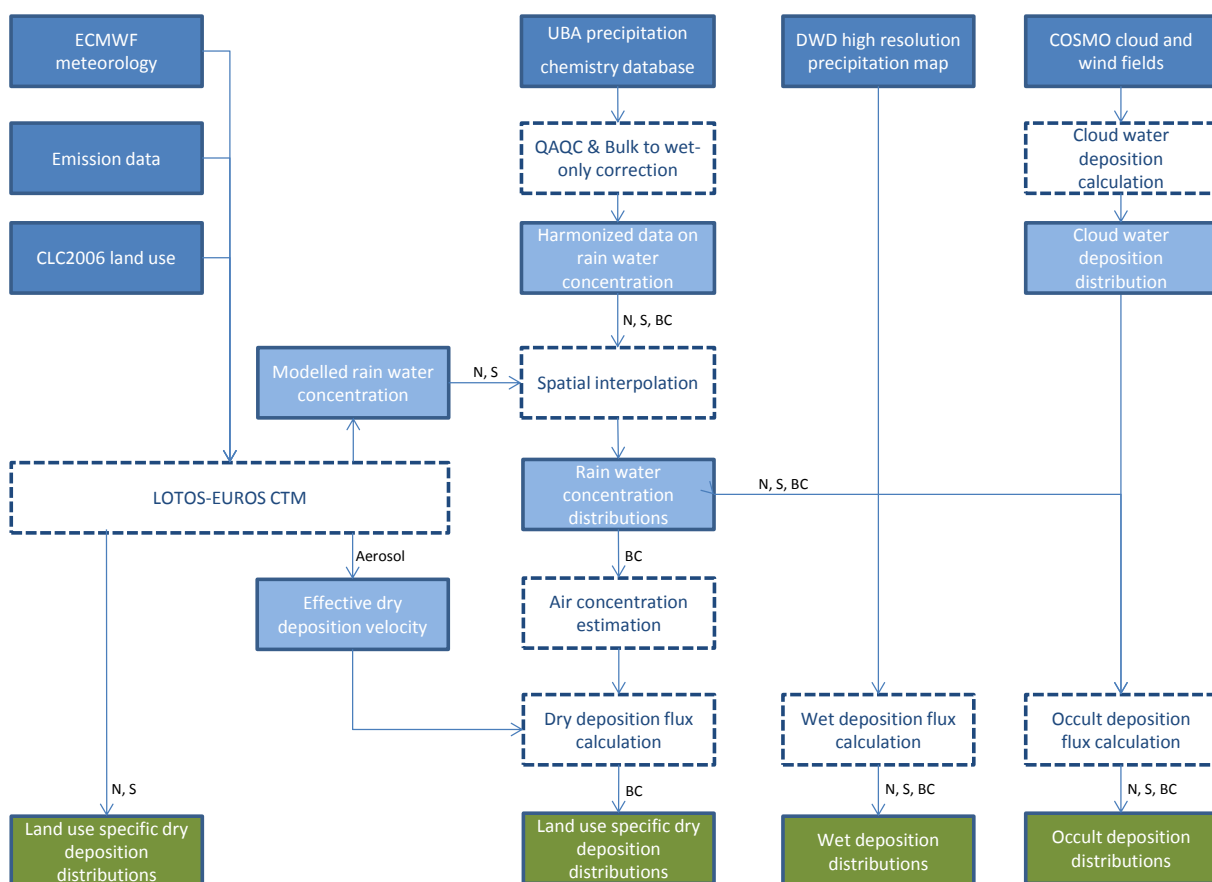 ECMWF
meteorology
UBA precipitation
chemistry database
DWD high resolution
precipitation map
COSMO cloud and
wind fields
Emission data
QAQC & Bulk to wet-
only correction
Cloud water
deposition
calculation
CLC2006 land use
Harmonized data on
rain water
concentration
Cloud water
deposition
distribution
N, S, BC
Modelled rain water
concentration
N, S
Spatial interpolation
LOTOS-EUROS CTM
Rain water
concentration
distributions
N, S, BC
Aerosol
BC
Effective dry
deposition velocity
Air concentration
estimation
Dry deposition flux
calculation
Wet deposition flux
calculation
Occult deposition
flux calculation
N, S
BC
N, S, BC
N, S, BC
Land use specific dry
deposition
distributions
Land use specific dry
deposition
distributions
Wet deposition
distributions
Occult deposition
distributions